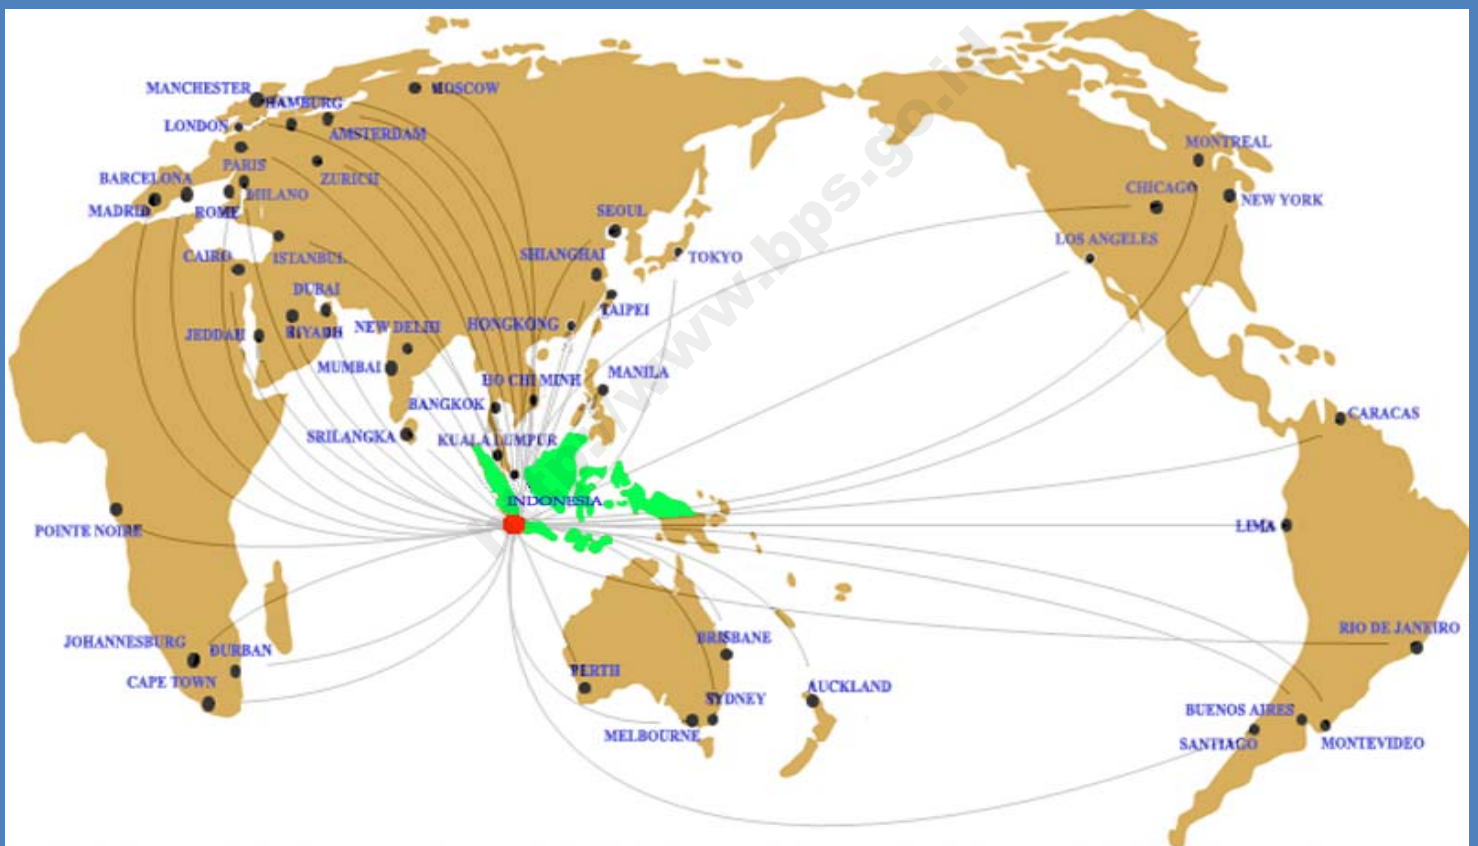 MANCHESTER
HAMBURG
MOSCOW
LONDON
AMSTERDAM
PARIS
ZURICH
BARCELONA
MILANO
MADRID
ROME
CAIRO
ISTANBUL
DUBAI
JEDDAH
RIYADH
NEW DELHI
MUMBAI
SRILANGKA
SEOUL
SHIANGHAI
TOKYO
TAIPEI
HONGKONG
HO CHI MINH
MANILA
BANGKOK
KUALA LUMPUR
INDONESIA
MONTREAL
CHICAGO
NEW YORK
LOS ANGELES
CARACAS
LIMA
POINTE NOIRE
JOHANNESBURG
DURBAN
CAPE TOWN
PERTH
BRISBANE
SYDNEY
MELBOURNE
AUCKLAND
RIO DE JANEIRO
BUENOS AIRES
SANTIAGO
MONTEVIDEO
www.bps.go.id